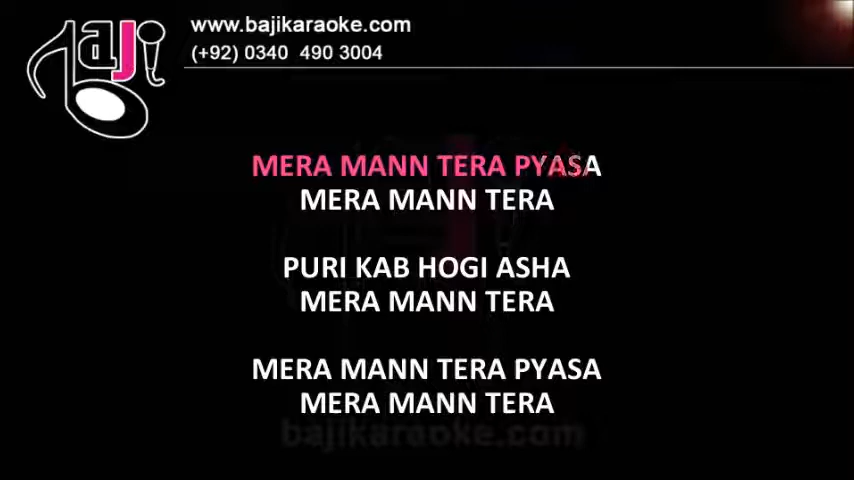 www.bajikaraoke.com
(+92) 0340 490 3004
Baji
MERA MANN TERA PYASA
MERA MANN TERA
PURI KAB HOGI ASHA
MERA MANN TERA
MERA MANN TERA PYASA
MERA MANN TERA
bajikaraoke.com